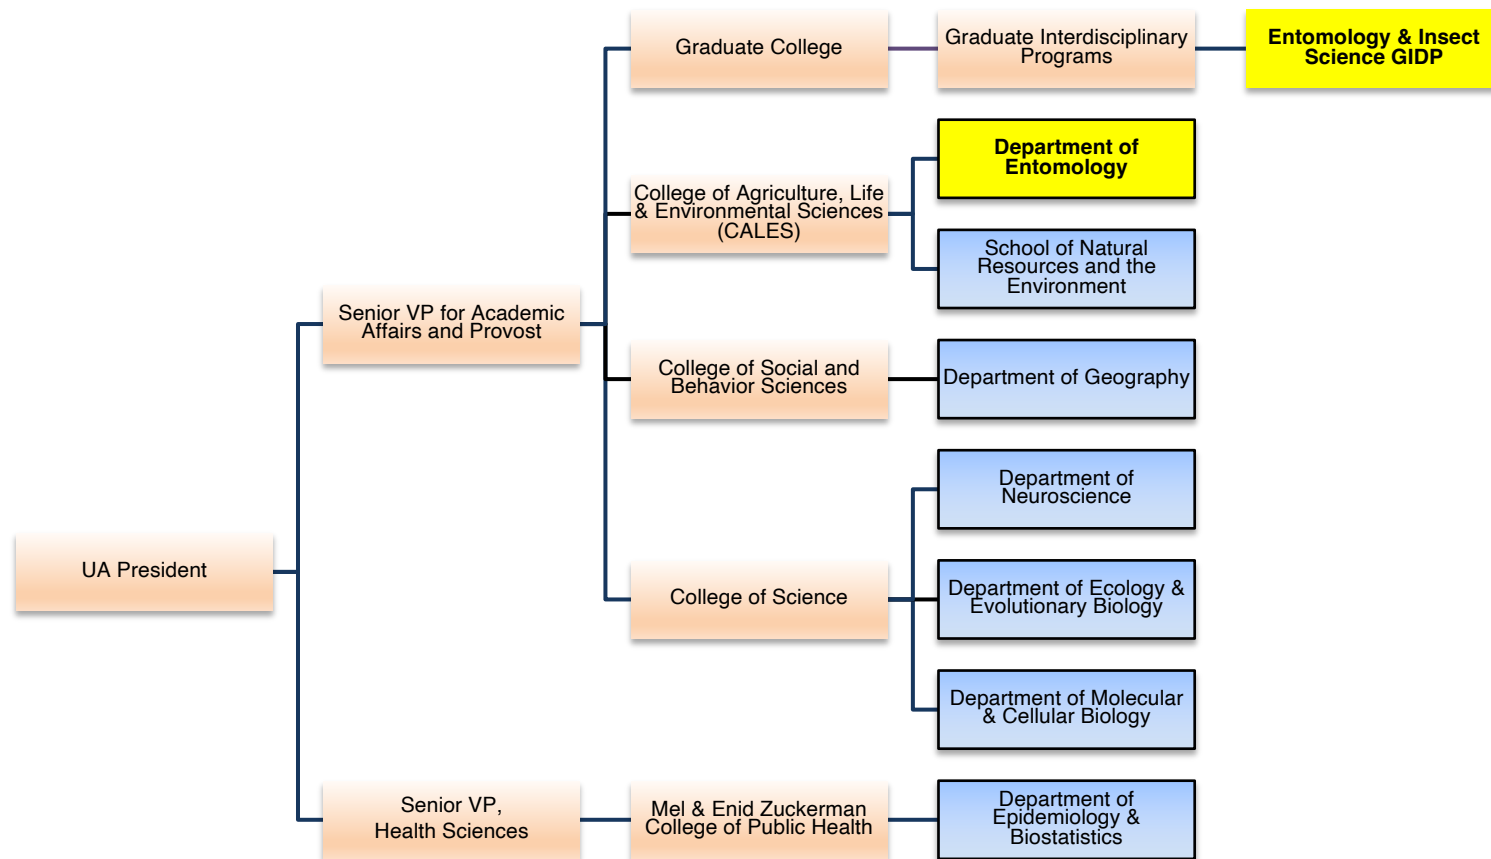 Graduate College
Graduate Interdisciplinary
Programs
Entomology & Insect
Science GIDP
Department of
Entomology
College of Agriculture, Life
& Environmental Sciences
(CALES)
School of Natural
Resources and the
Environment
Senior VP for Academic
Affairs and Provost
College of Social and
Behavior Sciences
Department of Geography
Department of
Neuroscience
UA President
College of Science
Department of Ecology &
Evolutionary Biology
Department of Molecular
& Cellular Biology
Senior VP,
Health Sciences
Mel & Enid Zuckerman
College of Public Health
Department of
Epidemiology &
Biostatistics